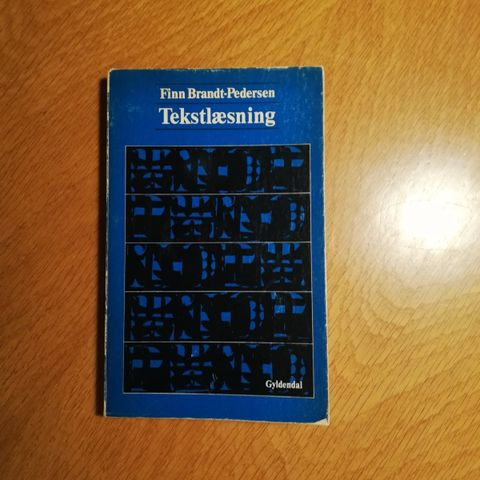 Finn Brandt-Pedersen
Tekstlæsning
Gyldendal